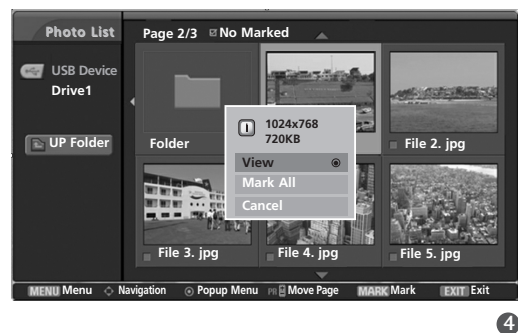 Photo List
Page 2/3 No Marked
USB Device
Drive1
UP Folder
Folder
1024x768
720KB
View
Mark All
Cancel
File 2. jpg
File 3. jpg
File 4. jpg
File 5. jpg
MENU Menu Navigation Popup Menu PR Move Page MARK Mark EXIT Exit
4